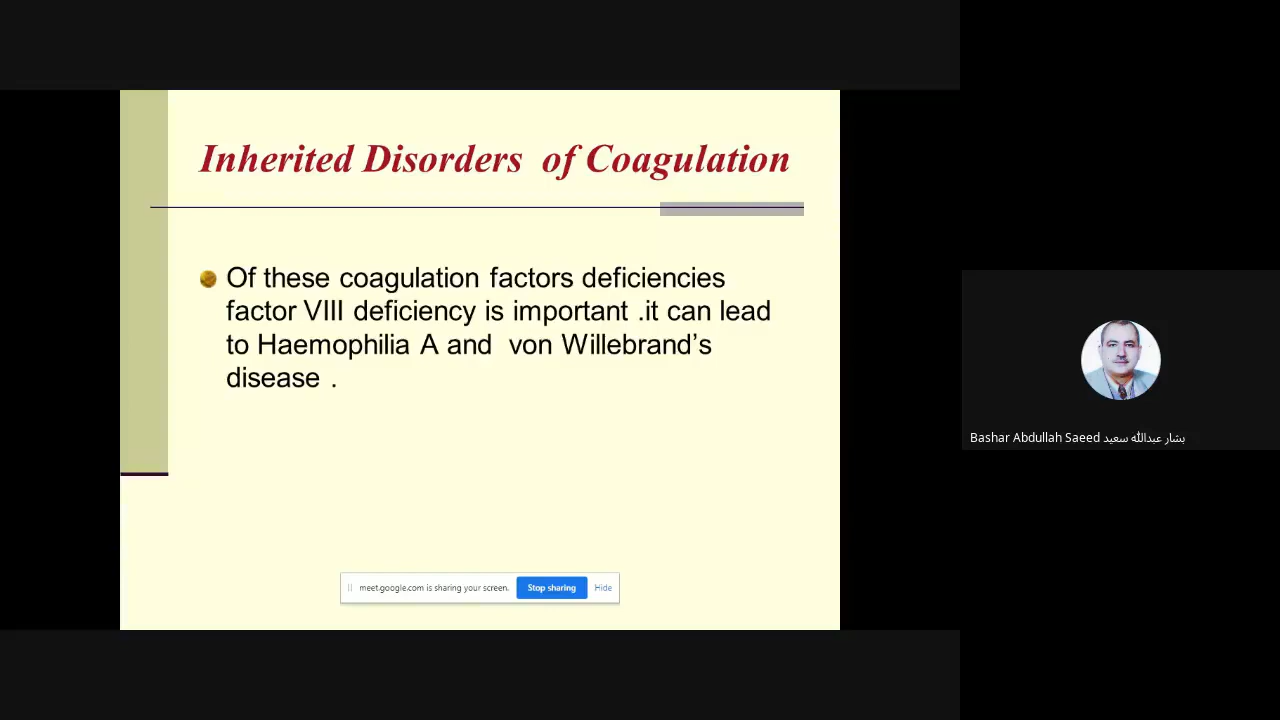 Inherited Disorders of Coagulation
Of these coagulation factors deficiencies
factor VIII deficiency is important .it can lead
to Haemophilia A and von Willebrand’s
disease .
meet.google.com is sharing your screen. Stop sharing Hide
Bashar Abdullah Saeed بشار عبدالله سعيد